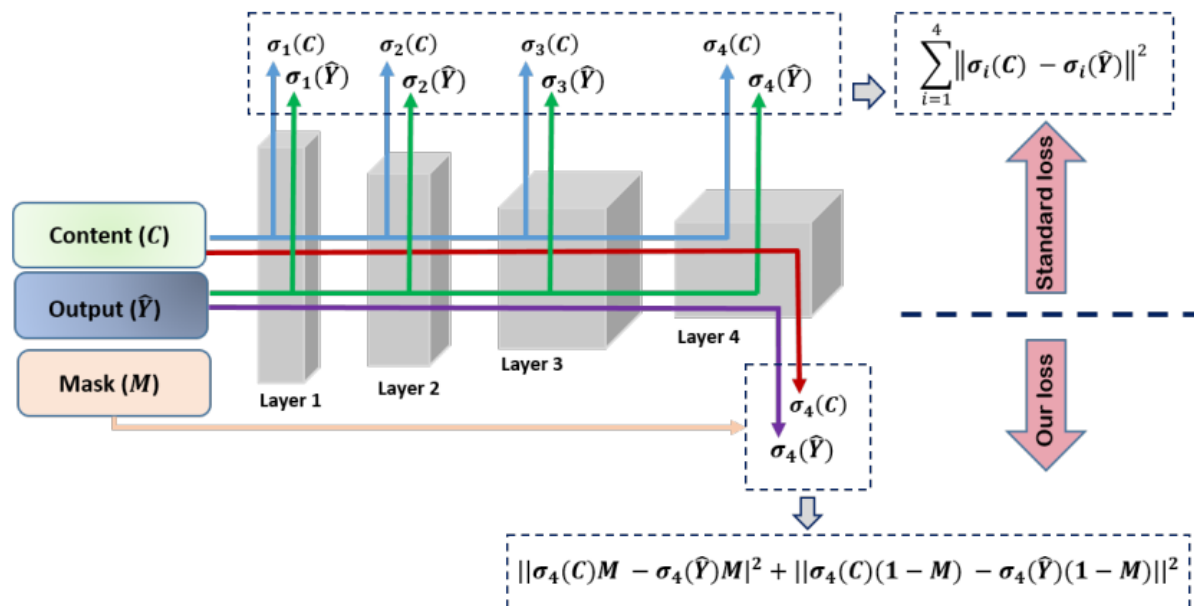 σ₁(C) σ₂(C) σ₃(C) σ₄(C)
σ₁(Ŷ) σ₂(Ŷ) σ₃(Ŷ) σ₄(Ŷ)
4
∑‖σᵢ(C) − σᵢ(Ŷ)‖²
i=1
Standard loss
Content (C)
Output (Ŷ)
Mask (M)
Layer 1
Layer 2
Layer 3
Layer 4
σ₄(C)
σ₄(Ŷ)
Our loss
||σ₄(C)M − σ₄(Ŷ)M|² + ||σ₄(C)(1 − M) − σ₄(Ŷ)(1 − M)||²